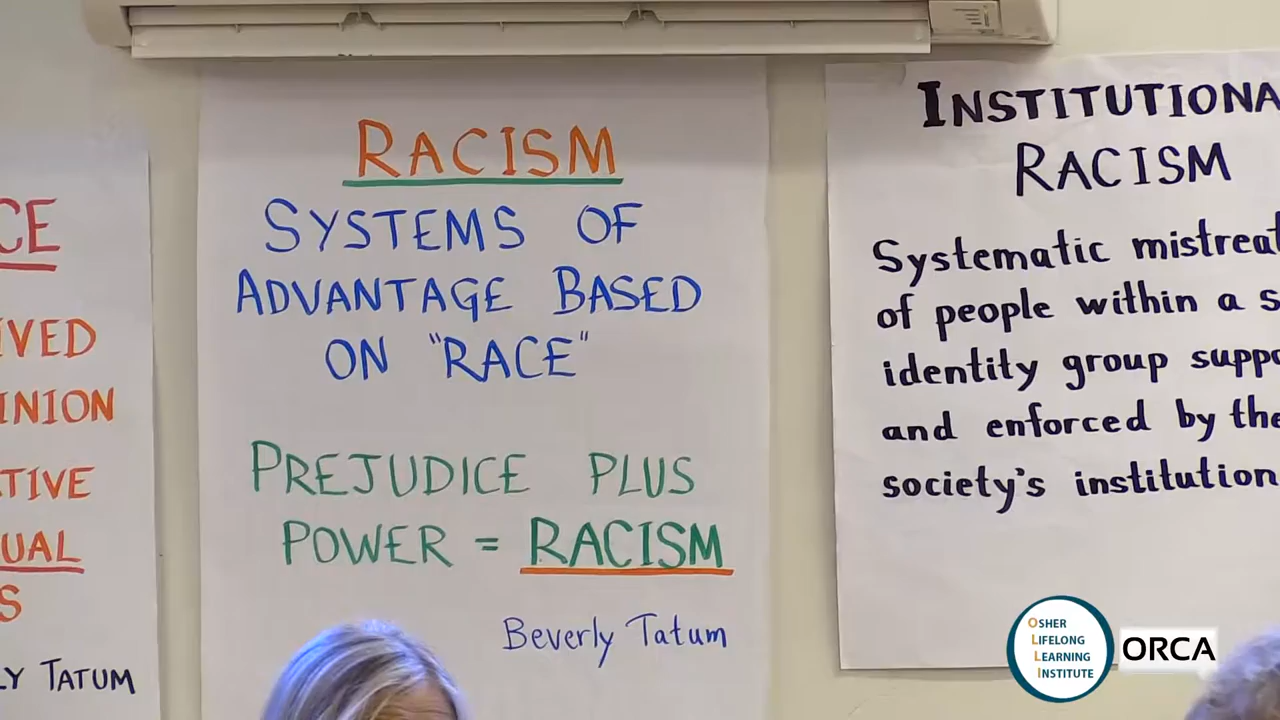 CE
IVED
INION
TIVE
UAL
S
LY TATUM
RACISM
SYSTEMS OF
ADVANTAGE BASED
ON "RACE"
PREJUDICE PLUS
POWER = RACISM
Beverly Tatum
INSTITUTIONA
RACISM
Systematic mistreat
of people within a s
identity group suppo
and enforced by the
society's institution
OSHER
LIFELONG
LEARNING
INSTITUTE
ORCA